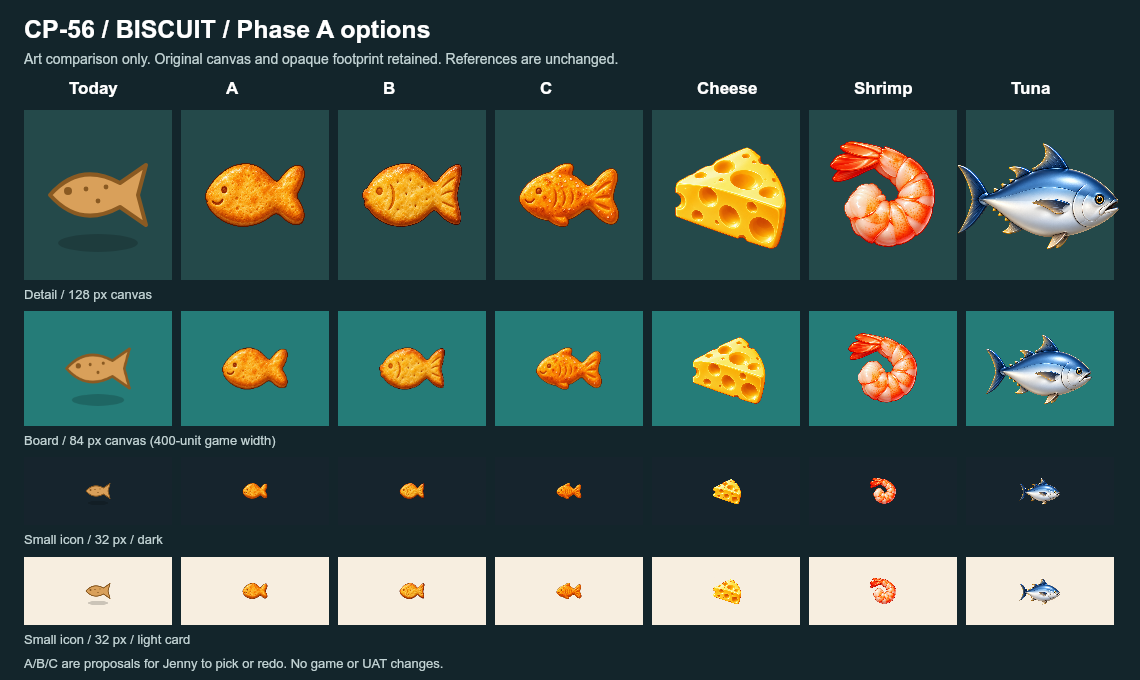 CP-56 / BISCUIT / Phase A options
Art comparison only. Original canvas and opaque footprint retained. References are unchanged.
Today A B C Cheese Shrimp Tuna
Detail / 128 px canvas
Board / 84 px canvas (400-unit game width)
Small icon / 32 px / dark
Small icon / 32 px / light card
A/B/C are proposals for Jenny to pick or redo. No game or UAT changes.